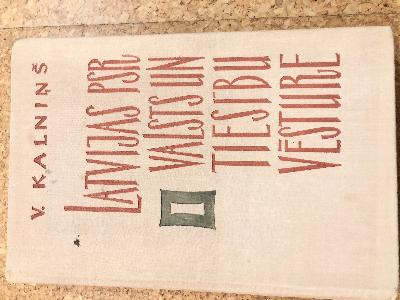 V. KALNIŅŠ
LATVIJAS PSR
VALSTS UN
TIESĪBU
VĒSTURE
I